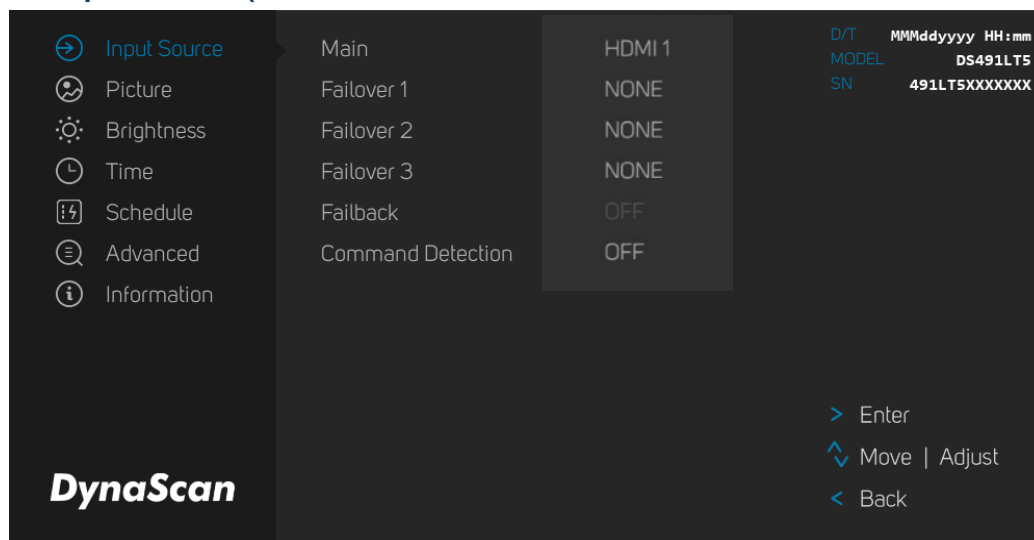 Input Source
Picture
Brightness
Time
Schedule
Advanced
Information
DynaScan
Main HDMI 1
Failover 1 NONE
Failover 2 NONE
Failover 3 NONE
Failback OFF
Command Detection OFF
D/T MMMddyyyy HH:mm
MODEL DS491LT5
SN 491LT5XXXXXXX
> Enter
Move | Adjust
< Back